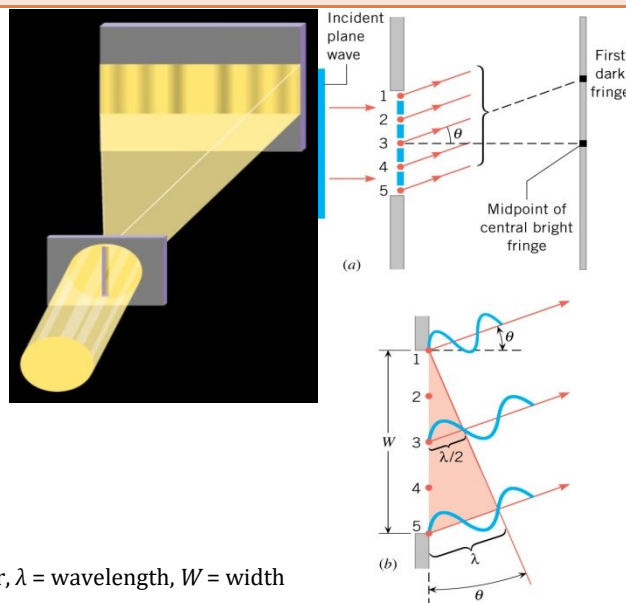 Incident
plane
wave
First
dark
fringe
1
2
3
4
5
θ
Midpoint of
central bright
fringe
(a)
θ
1
2
W
3
λ/2
4
5
λ
(b)
θ
, λ = wavelength, W = width